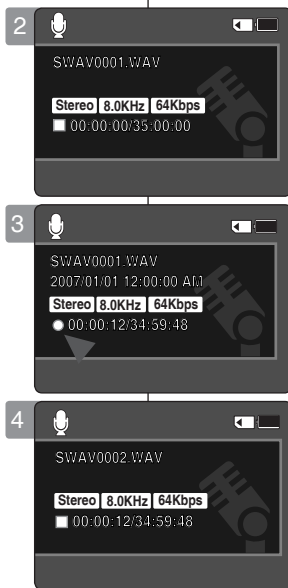 2
SWAV0001.WAV
Stereo 8.0KHz 64Kbps
00:00:00/35:00:00
3
SWAV0001.WAV
2007/01/01 12:00:00 AM
Stereo 8.0KHz 64Kbps
00:00:12/34:59:48
4
SWAV0002.WAV
Stereo 8.0KHz 64Kbps
00:00:12/34:59:48